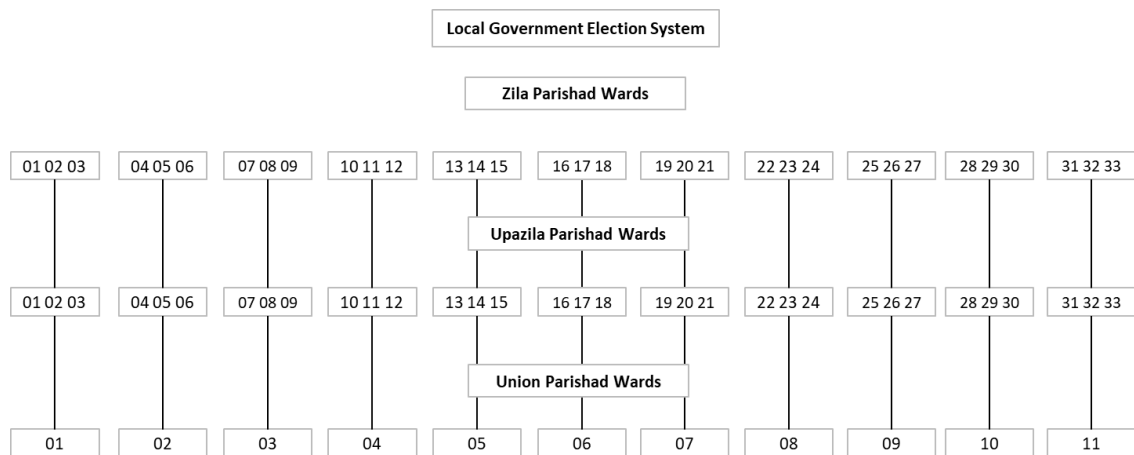 Local Government Election System
Zila Parishad Wards
01 02 03 04 05 06 07 08 09 10 11 12 13 14 15 16 17 18 19 20 21 22 23 24 25 26 27 28 29 30 31 32 33
Upazila Parishad Wards
01 02 03 04 05 06 07 08 09 10 11 12 13 14 15 16 17 18 19 20 21 22 23 24 25 26 27 28 29 30 31 32 33
Union Parishad Wards
01 02 03 04 05 06 07 08 09 10 11